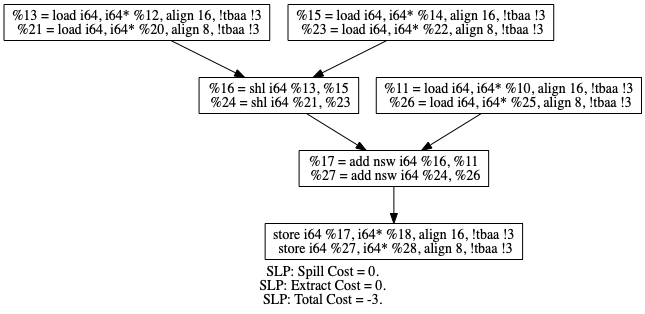 %13 = load i64, i64* %12, align 16, !tbaa !3
%21 = load i64, i64* %20, align 8, !tbaa !3
%15 = load i64, i64* %14, align 16, !tbaa !3
%23 = load i64, i64* %22, align 8, !tbaa !3
%16 = shl i64 %13, %15
%24 = shl i64 %21, %23
%11 = load i64, i64* %10, align 16, !tbaa !3
%26 = load i64, i64* %25, align 8, !tbaa !3
%17 = add nsw i64 %16, %11
%27 = add nsw i64 %24, %26
store i64 %17, i64* %18, align 16, !tbaa !3
store i64 %27, i64* %28, align 8, !tbaa !3
SLP: Spill Cost = 0.
SLP: Extract Cost = 0.
SLP: Total Cost = -3.